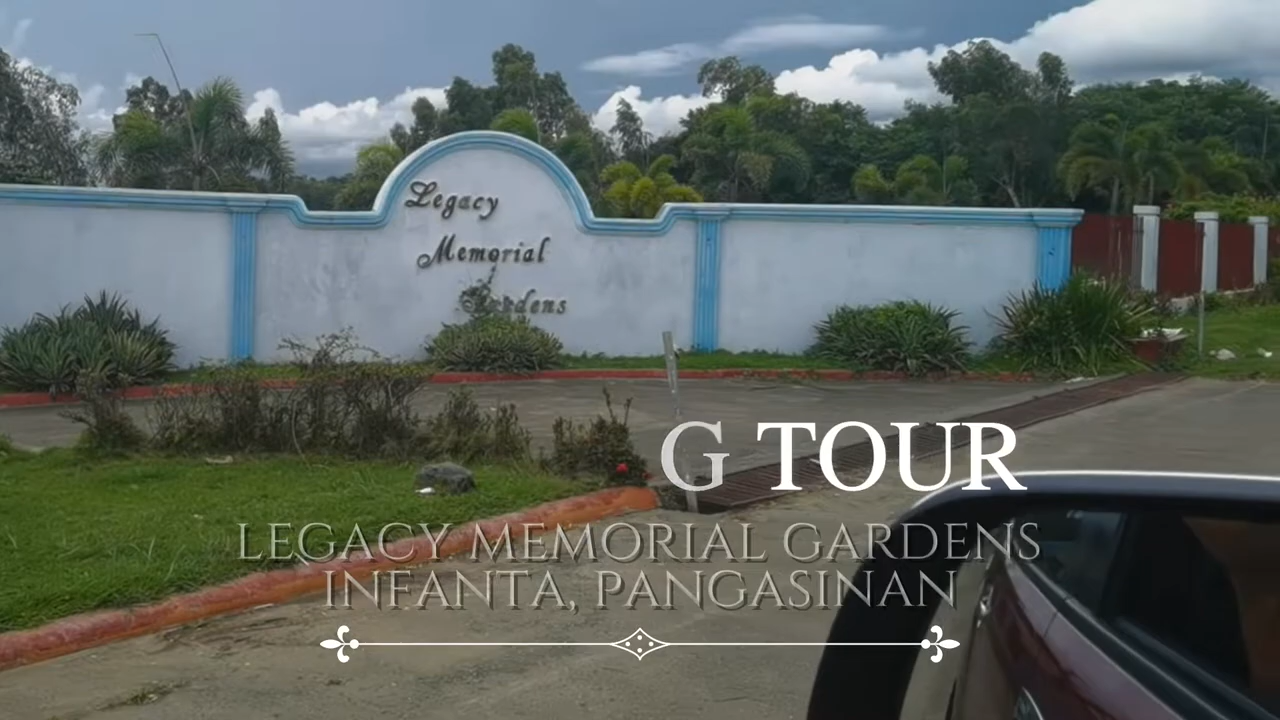 Legacy
Memorial
Gardens
G TOUR
LEGACY MEMORIAL GARDENS
INFANTA, PANGASINAN